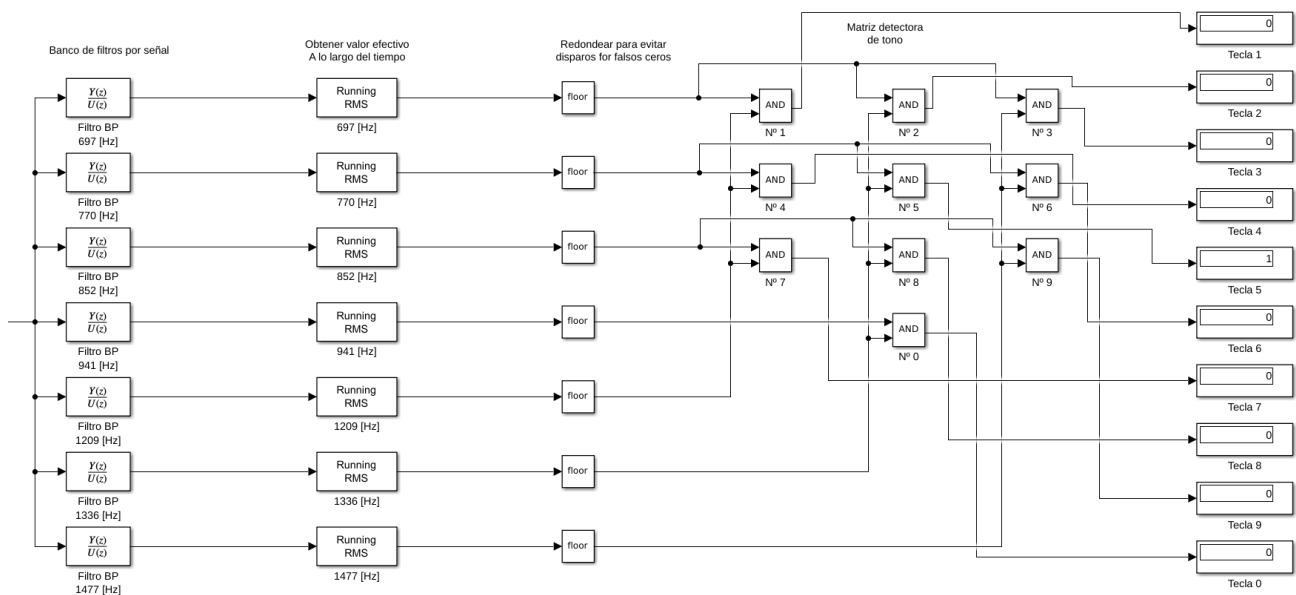 Banco de filtros por señal
Obtener valor efectivo
A lo largo del tiempo
Redondear para evitar
disparos for falsos ceros
Matriz detectora
de tono
Y(z)
U(z)
Filtro BP
697 [Hz]
Running
RMS
697 [Hz]
floor
AND
Nº 1
AND
Nº 2
AND
Nº 3
Y(z)
U(z)
Filtro BP
770 [Hz]
Running
RMS
770 [Hz]
floor
AND
Nº 4
AND
Nº 5
AND
Nº 6
Y(z)
U(z)
Filtro BP
852 [Hz]
Running
RMS
852 [Hz]
floor
AND
Nº 7
AND
Nº 8
AND
Nº 9
Y(z)
U(z)
Filtro BP
941 [Hz]
Running
RMS
941 [Hz]
floor
AND
Nº 0
Y(z)
U(z)
Filtro BP
1209 [Hz]
Running
RMS
1209 [Hz]
floor
Y(z)
U(z)
Filtro BP
1336 [Hz]
Running
RMS
1336 [Hz]
floor
Y(z)
U(z)
Filtro BP
1477 [Hz]
Running
RMS
1477 [Hz]
floor
0
Tecla 1
0
Tecla 2
0
Tecla 3
0
Tecla 4
1
Tecla 5
0
Tecla 6
0
Tecla 7
0
Tecla 8
0
Tecla 9
0
Tecla 0